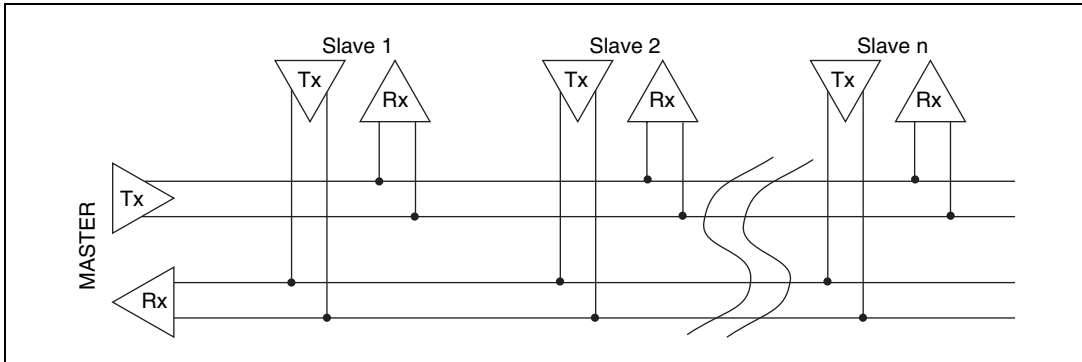 Slave 1
Slave 2
Slave n
Tx
Rx
Tx
Rx
Tx
Rx
MASTER
Tx
Rx